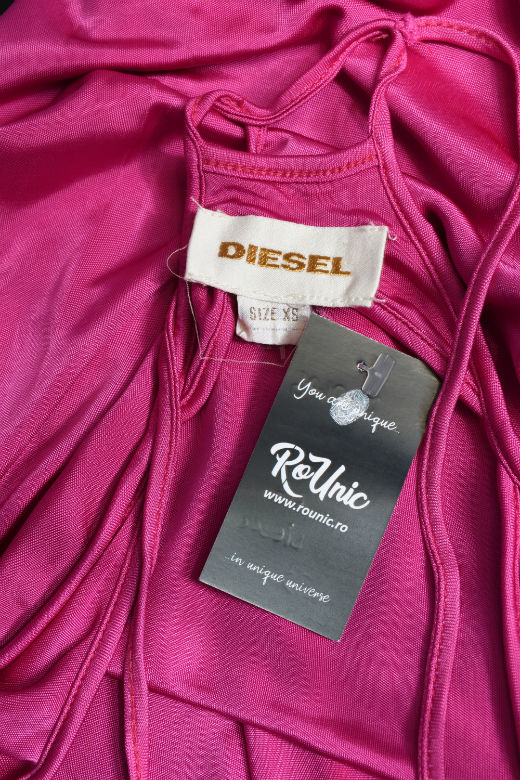 DIESEL
SIZE XS
You are unique..
RoUnic
www.rounic.ro
...in unique universe